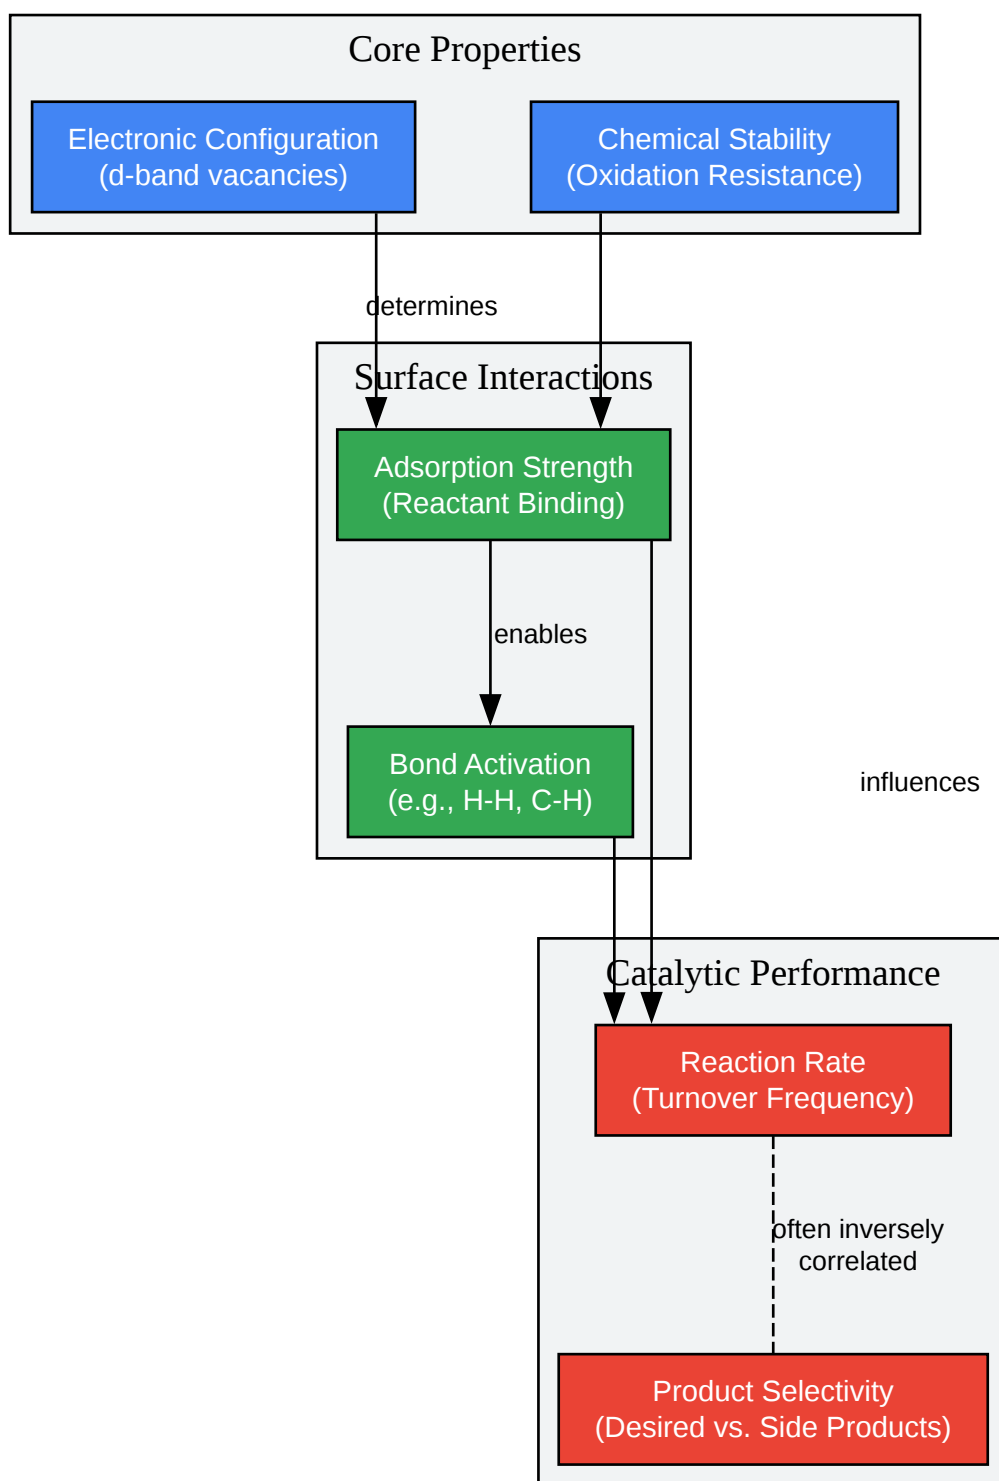 Core Properties
Electronic Configuration
(d-band vacancies)
Chemical Stability
(Oxidation Resistance)
determines
Surface Interactions
Adsorption Strength
(Reactant Binding)
enables
Bond Activation
(e.g., H-H, C-H)
influences
Catalytic Performance
Reaction Rate
(Turnover Frequency)
often inversely
correlated
Product Selectivity
(Desired vs. Side Products)